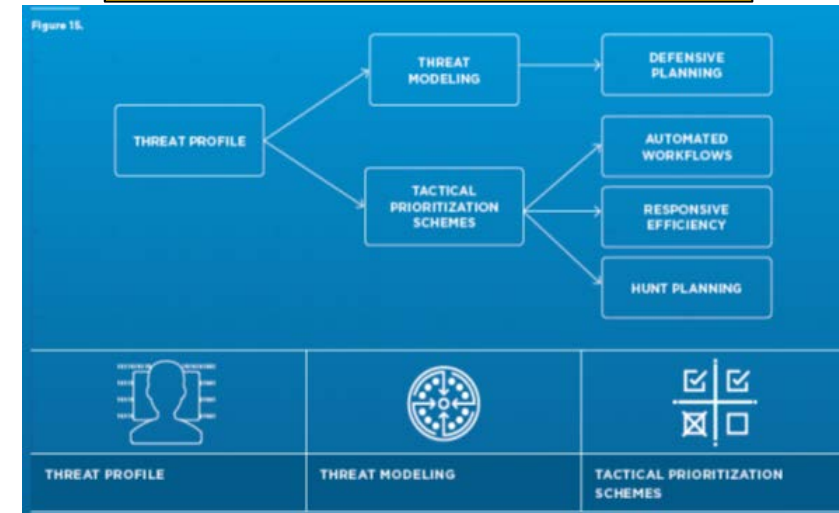 Figure 15.
THREAT
MODELING
DEFENSIVE
PLANNING
THREAT PROFILE
AUTOMATED
WORKFLOWS
TACTICAL
PRIORITIZATION
SCHEMES
RESPONSIVE
EFFICIENCY
HUNT PLANNING
THREAT PROFILE
THREAT MODELING
TACTICAL PRIORITIZATION
SCHEMES